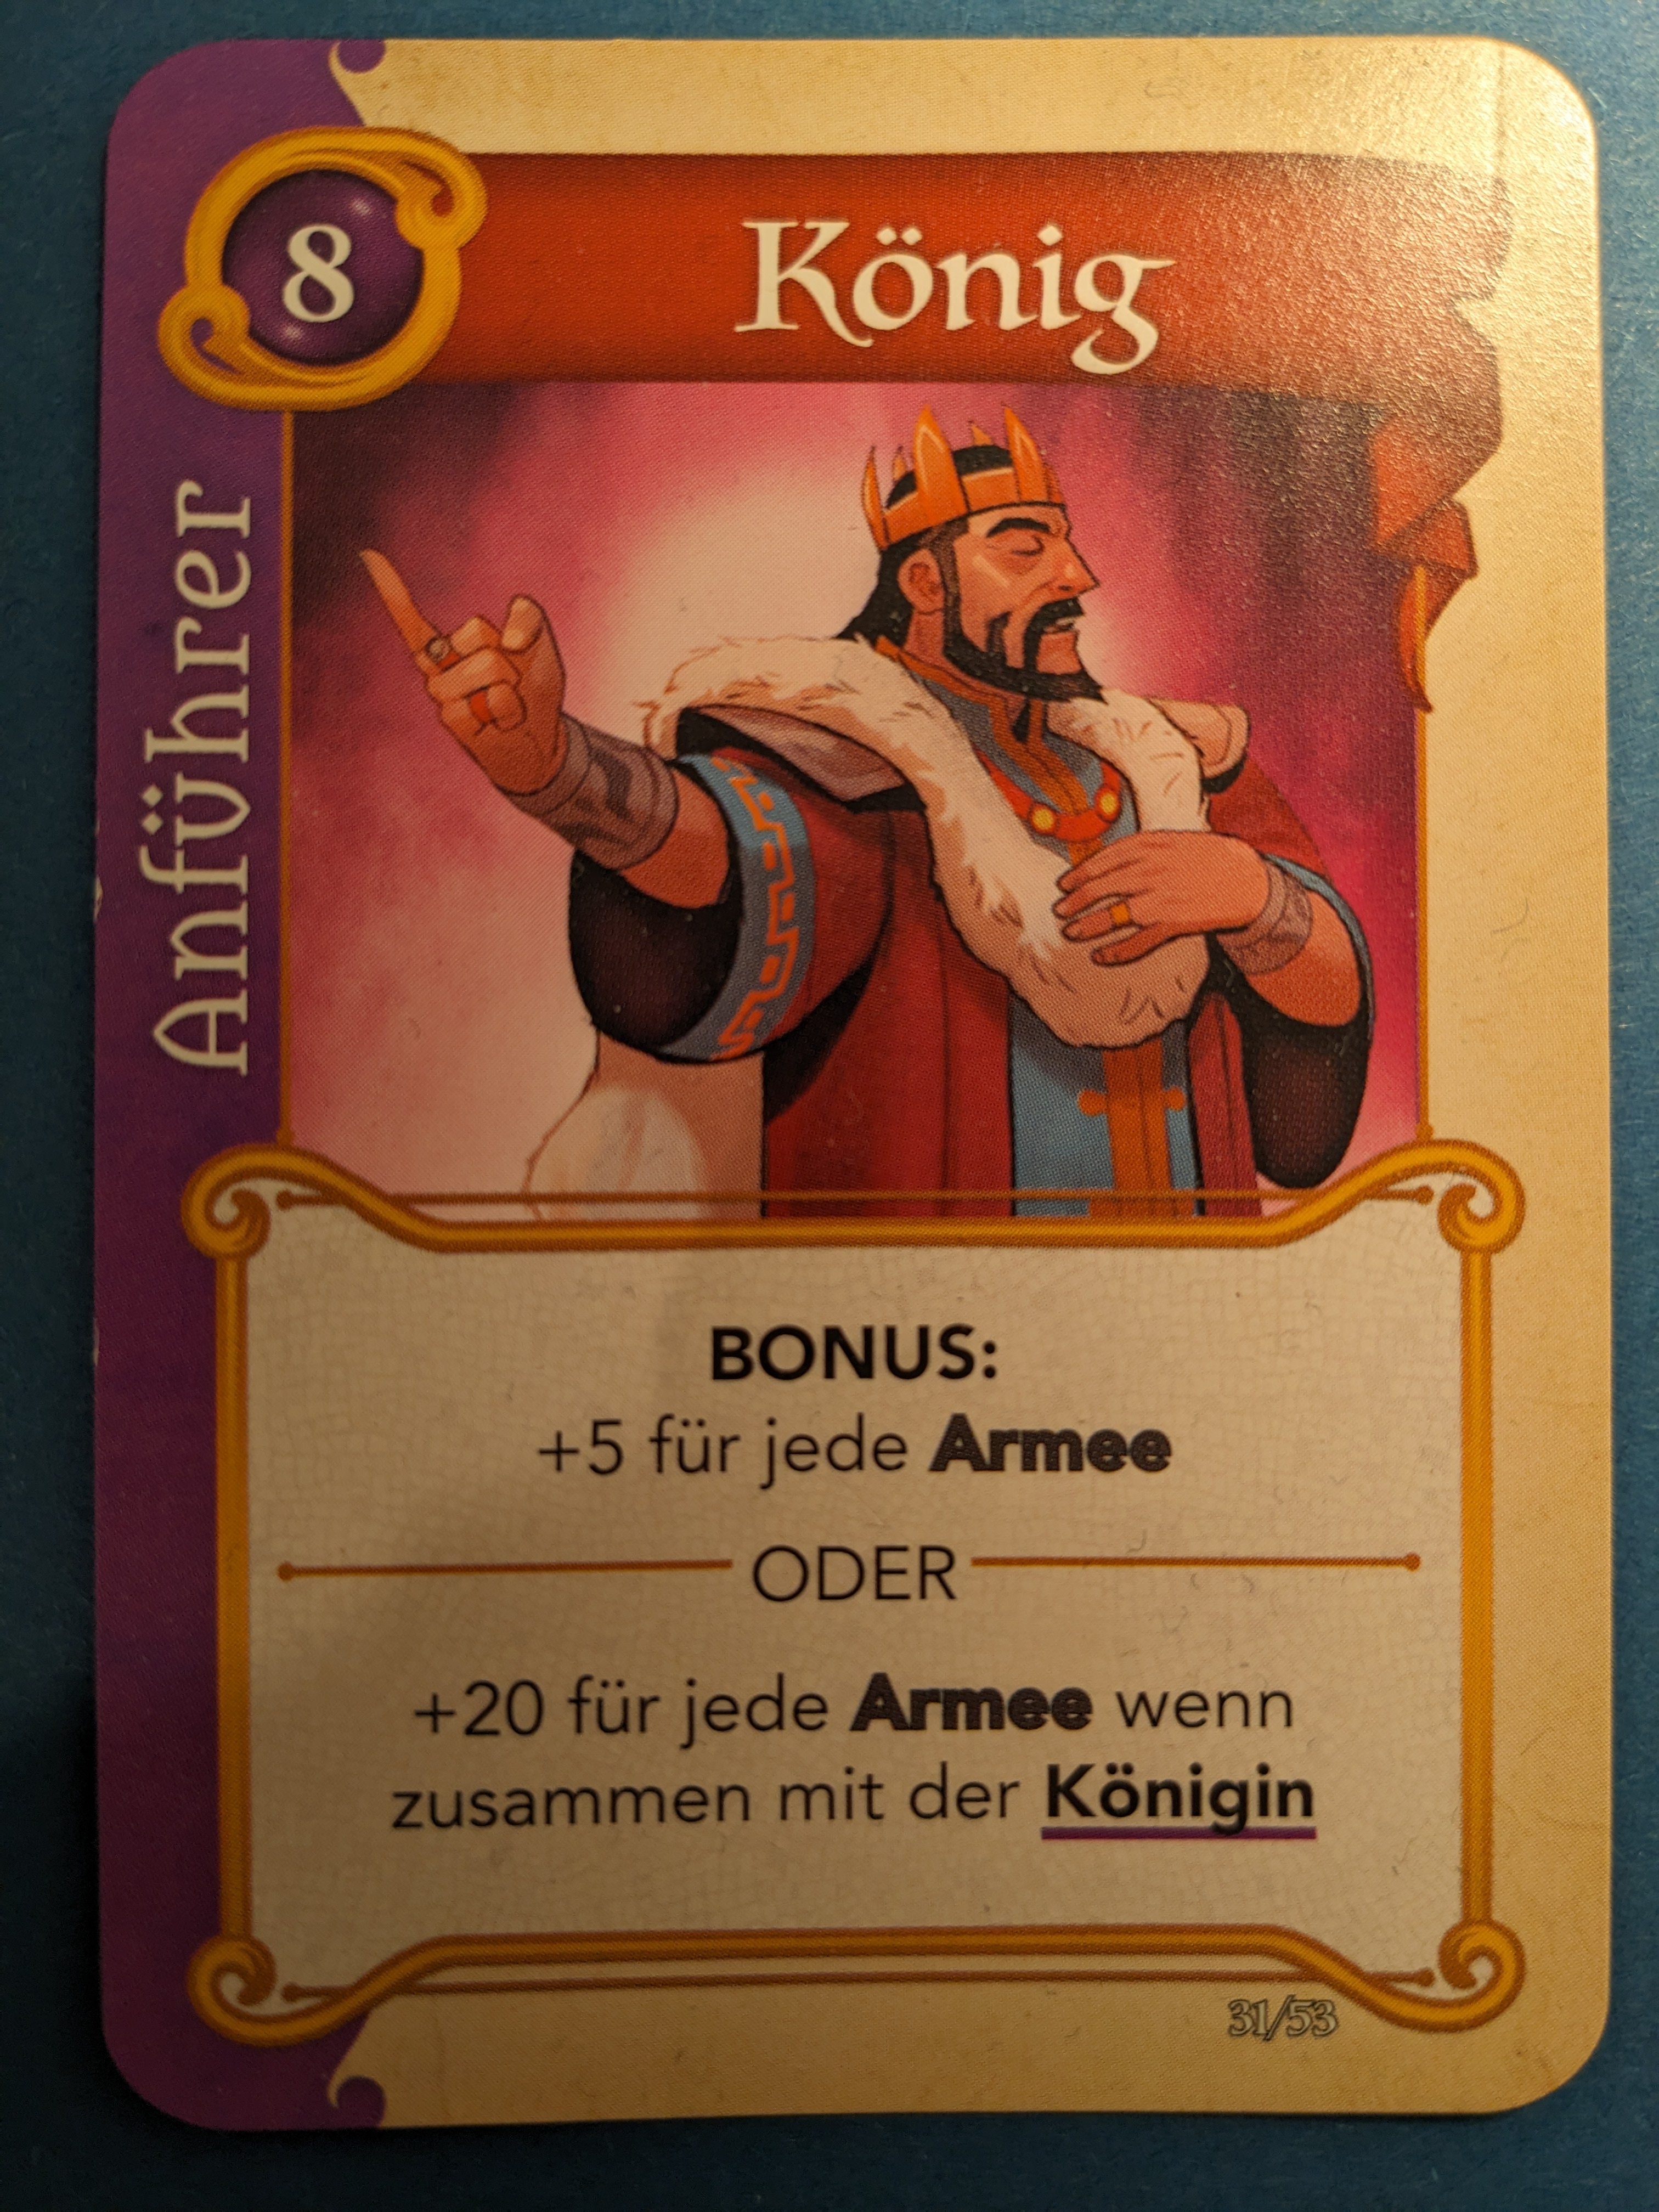 8
König
Anführer
BONUS:
+5 für jede Armee
ODER
+20 für jede Armee wenn
zusammen mit der Königin
31/53